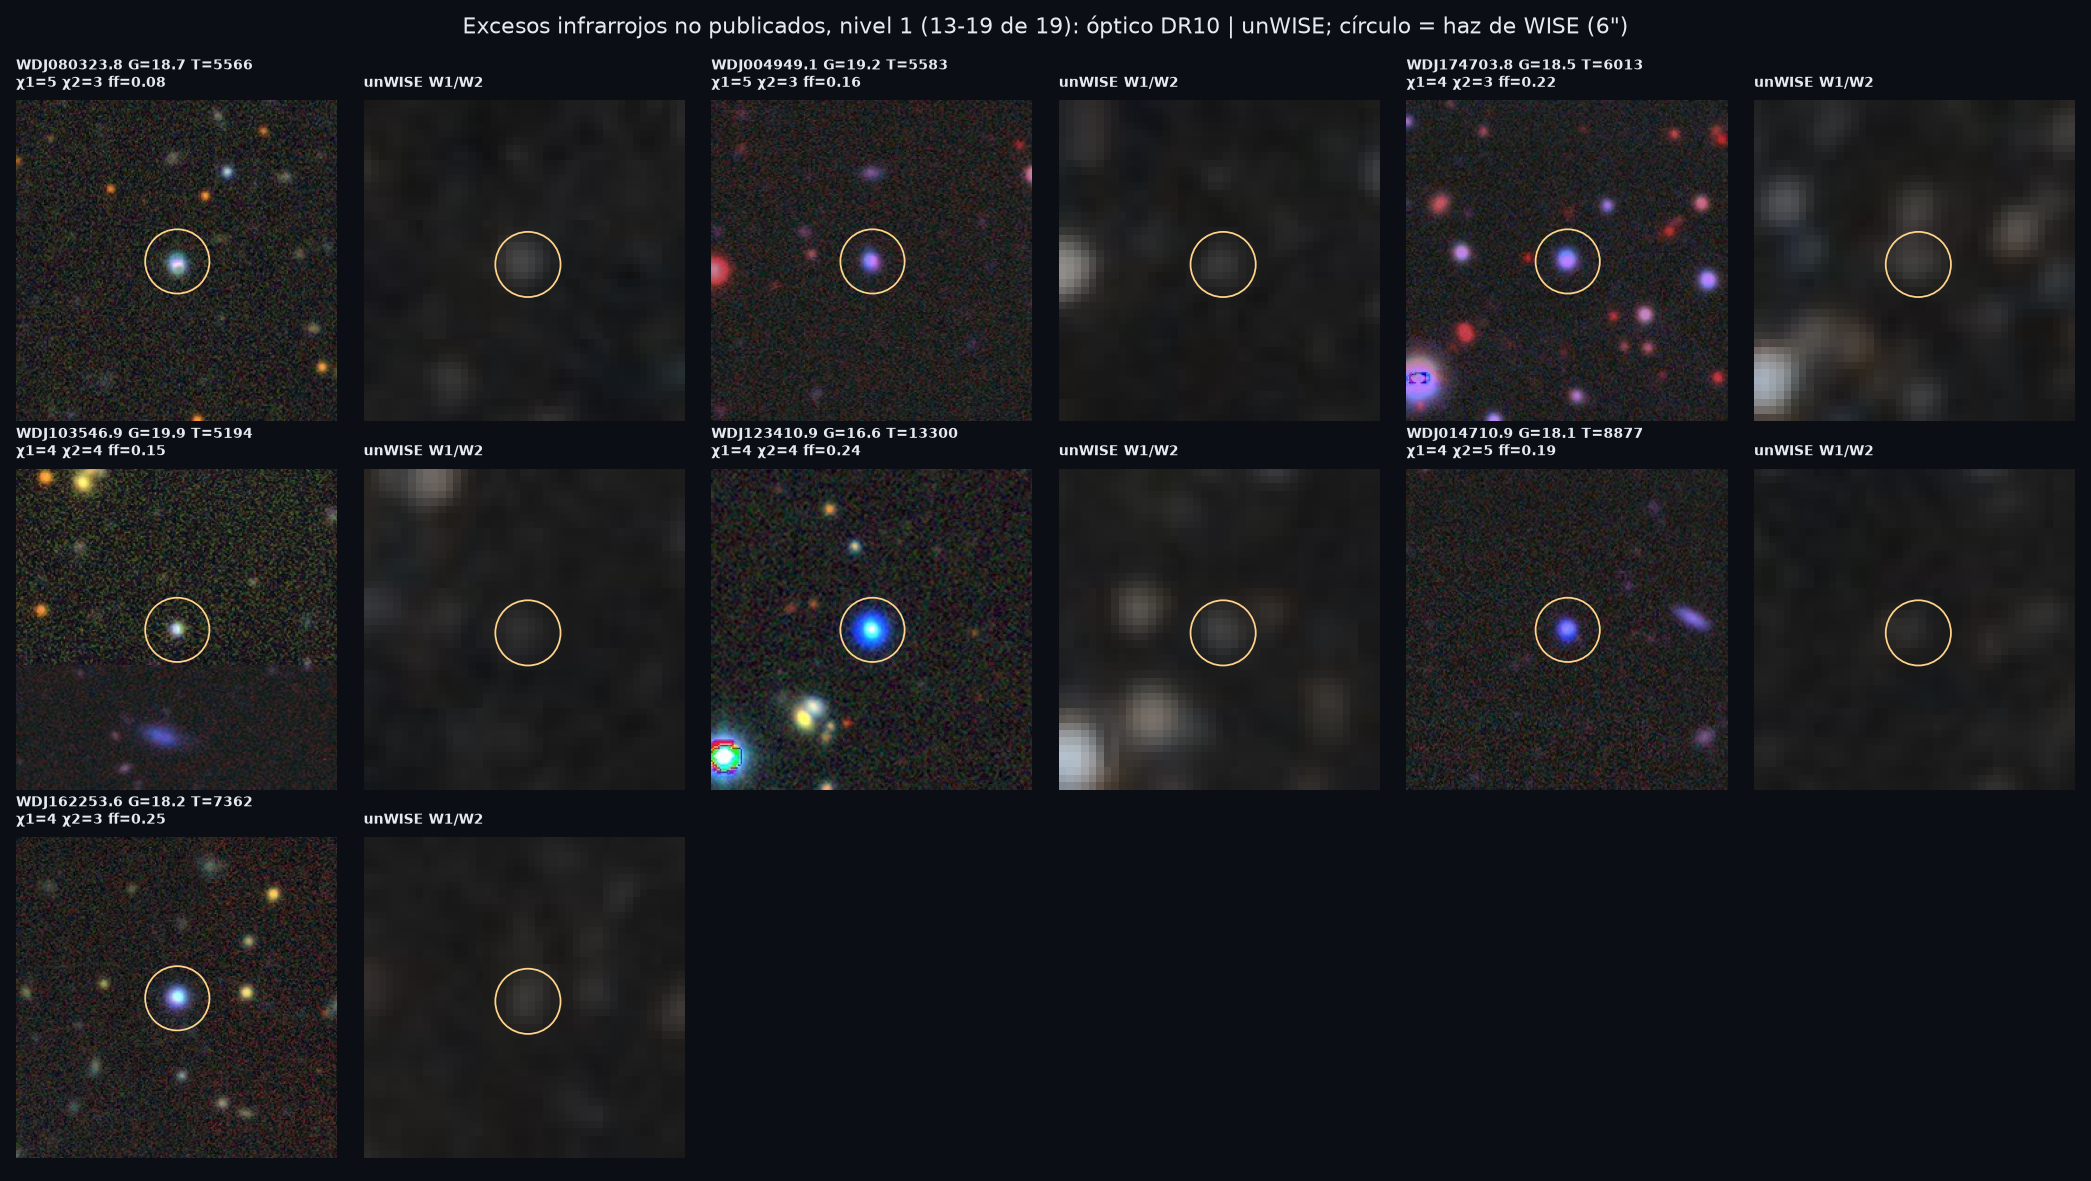 Excesos infrarrojos no publicados, nivel 1 (13-19 de 19): óptico DR10 | unWISE; círculo = haz de WISE (6")
WDJ080323.8 G=18.7 T=5566
χ1=5 χ2=3 ff=0.08
unWISE W1/W2
WDJ004949.1 G=19.2 T=5583
χ1=5 χ2=3 ff=0.16
unWISE W1/W2
WDJ174703.8 G=18.5 T=6013
χ1=4 χ2=3 ff=0.22
unWISE W1/W2
WDJ103546.9 G=19.9 T=5194
χ1=4 χ2=4 ff=0.15
unWISE W1/W2
WDJ123410.9 G=16.6 T=13300
χ1=4 χ2=4 ff=0.24
unWISE W1/W2
WDJ014710.9 G=18.1 T=8877
χ1=4 χ2=5 ff=0.19
unWISE W1/W2
WDJ162253.6 G=18.2 T=7362
χ1=4 χ2=3 ff=0.25
unWISE W1/W2